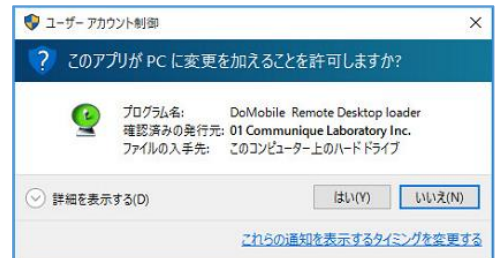 ユーザー アカウント制御
このアプリが PC に変更を加えることを許可しますか?
プログラム名: DoMobile Remote Desktop loader
確認済みの発行元: 01 Communique Laboratory Inc.
ファイルの入手先: このコンピューター上のハード ドライブ
詳細を表示する(D) はい(Y) いいえ(N)
これらの通知を表示するタイミングを変更する